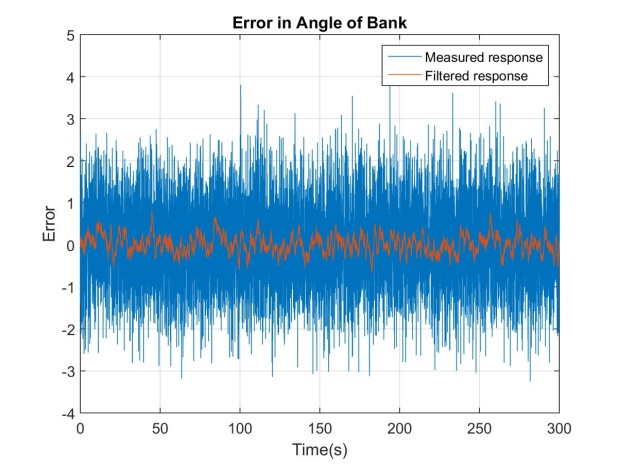 Error in Angle of Bank
Measured response
Filtered response
Error
5
4
3
2
1
0
-1
-2
-3
-4
0 50 100 150 200 250 300
Time(s)